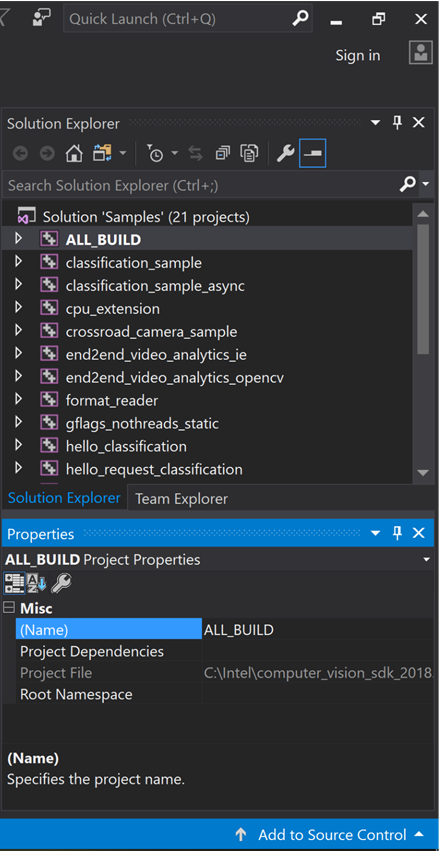 Quick Launch (Ctrl+Q)
Sign in
Solution Explorer
Search Solution Explorer (Ctrl+;)
Solution 'Samples' (21 projects)
ALL_BUILD
classification_sample
classification_sample_async
cpu_extension
crossroad_camera_sample
end2end_video_analytics_ie
end2end_video_analytics_opencv
format_reader
gflags_nothreads_static
hello_classification
hello_request_classification
Solution Explorer Team Explorer
Properties
ALL_BUILD Project Properties
Misc
(Name) ALL_BUILD
Project Dependencies
Project File C:\Intel\computer_vision_sdk_2018.
Root Namespace
(Name)
Specifies the project name.
Add to Source Control